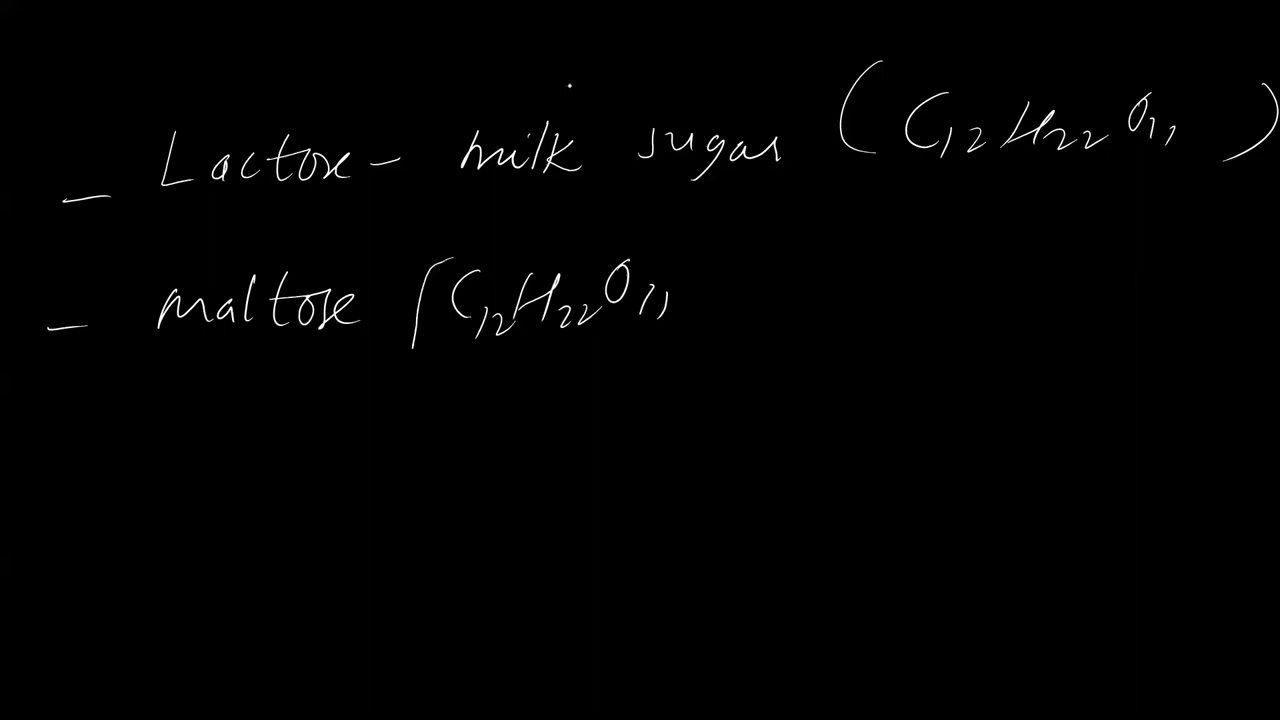 - Lactose - milk sugar (C₁₂H₂₂O₁₁)
- maltose (C₁₂H₂₂O₁₁